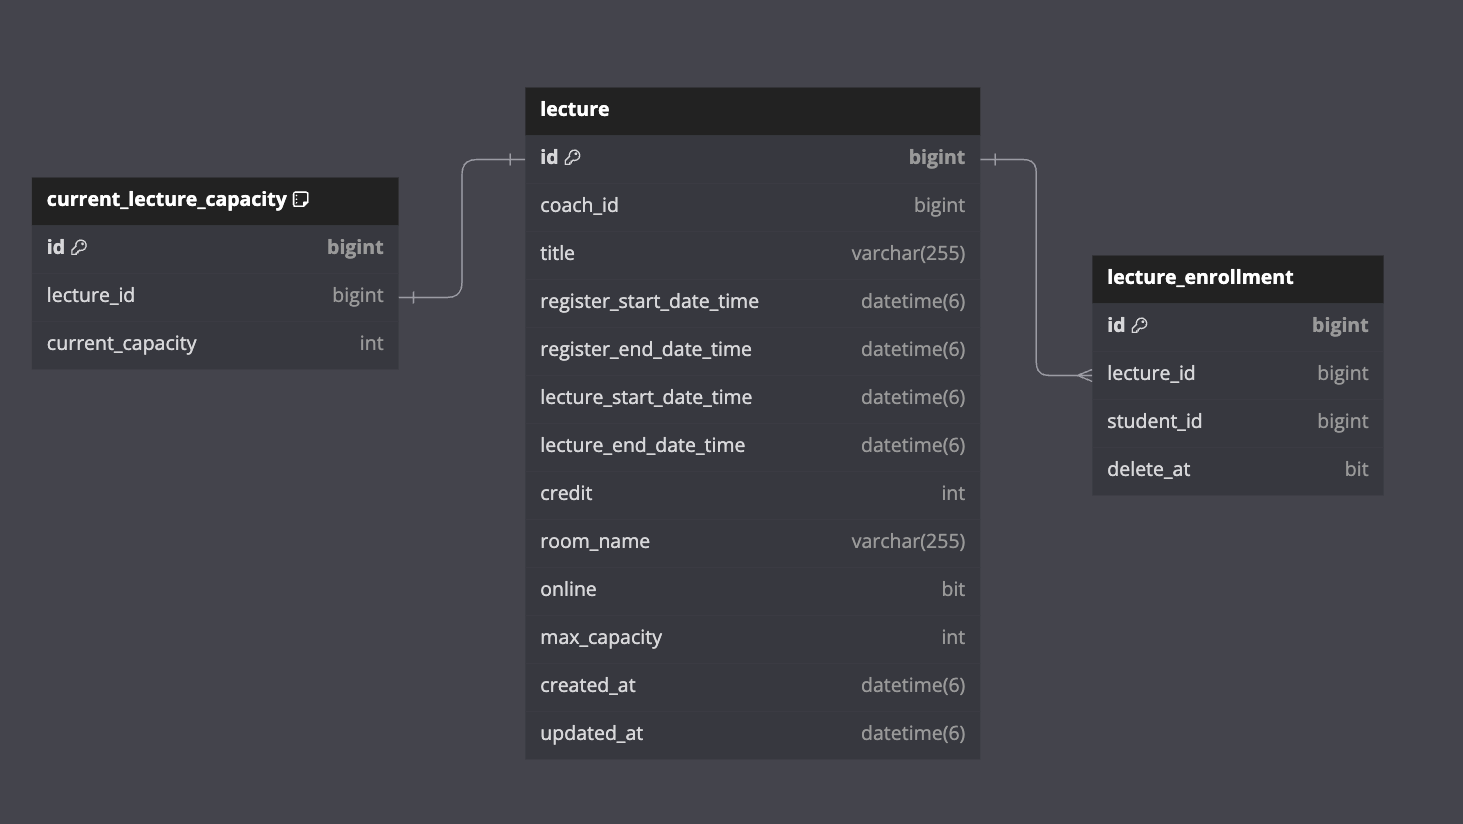 current_lecture_capacity
id bigint
lecture_id bigint
current_capacity int
lecture
id bigint
coach_id bigint
title varchar(255)
register_start_date_time datetime(6)
register_end_date_time datetime(6)
lecture_start_date_time datetime(6)
lecture_end_date_time datetime(6)
credit int
room_name varchar(255)
online bit
max_capacity int
created_at datetime(6)
updated_at datetime(6)
lecture_enrollment
id bigint
lecture_id bigint
student_id bigint
delete_at bit